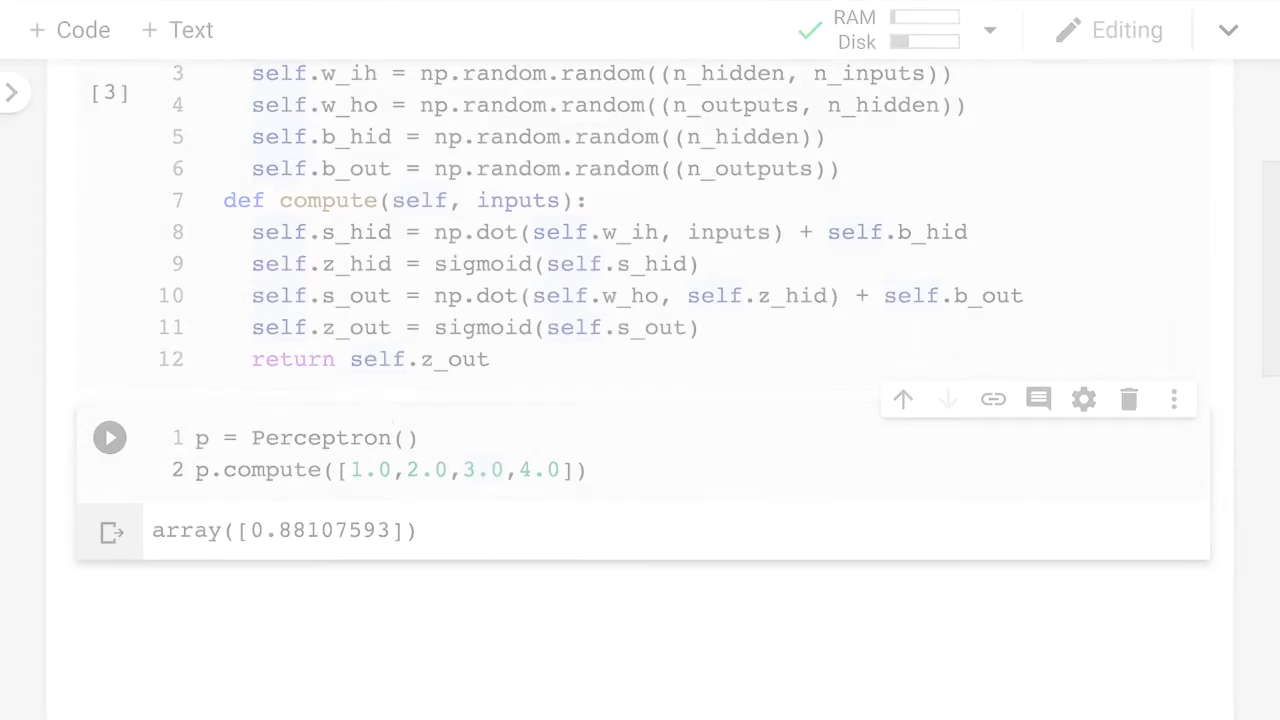 + Code + Text RAM Disk Editing
[3]
3 self.w_ih = np.random.random((n_hidden, n_inputs))
4 self.w_ho = np.random.random((n_outputs, n_hidden))
5 self.b_hid = np.random.random((n_hidden))
6 self.b_out = np.random.random((n_outputs))
7 def compute(self, inputs):
8 self.s_hid = np.dot(self.w_ih, inputs) + self.b_hid
9 self.z_hid = sigmoid(self.s_hid)
10 self.s_out = np.dot(self.w_ho, self.z_hid) + self.b_out
11 self.z_out = sigmoid(self.s_out)
12 return self.z_out
1 p = Perceptron()
2 p.compute([1.0,2.0,3.0,4.0])
array([0.88107593])